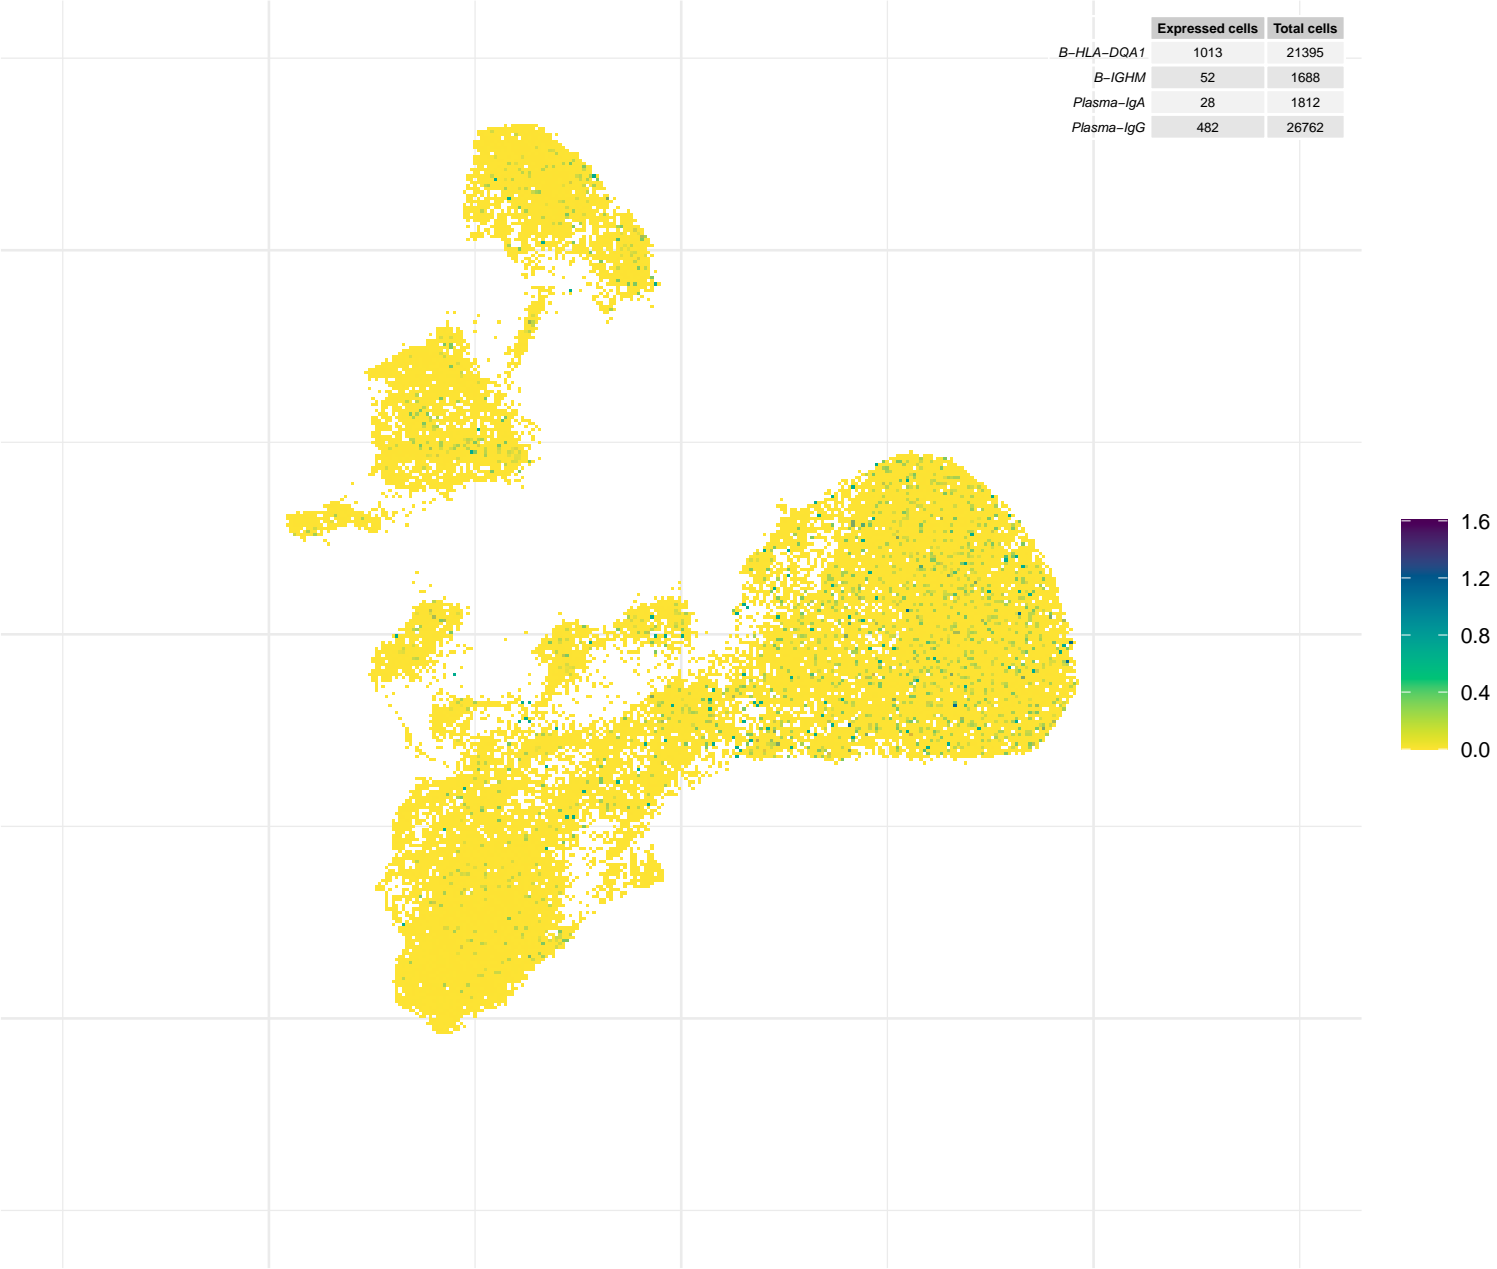 Expressed cells Total cells
B−HLA−DQA1 1013 21395
B−IGHM 52 1688
Plasma−IgA 28 1812
Plasma−IgG 482 26762
1.6
1.2
0.8
0.4
0.0